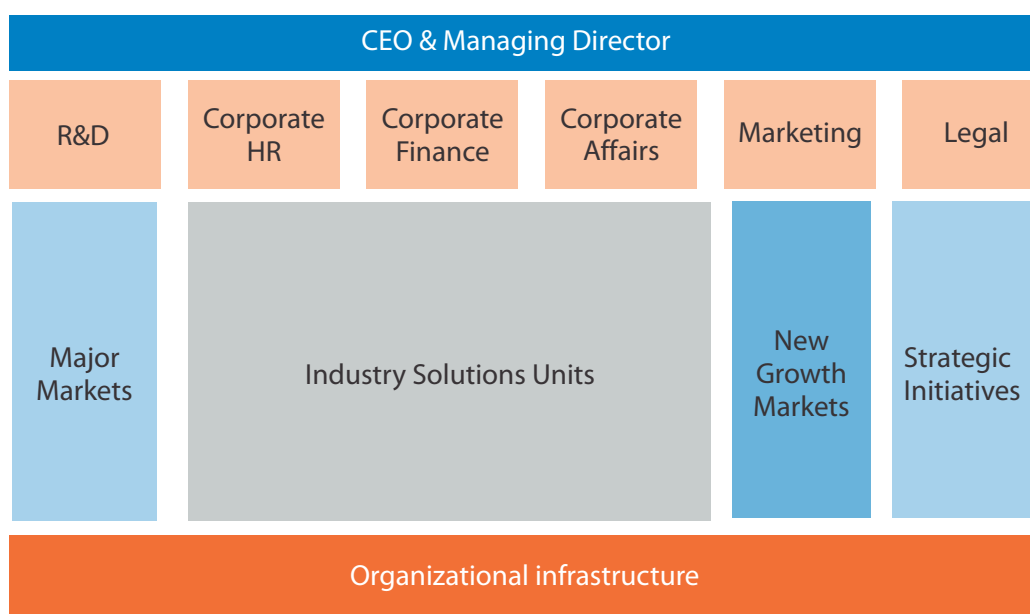 CEO & Managing Director
R&D
Corporate
HR
Corporate
Finance
Corporate
Affairs
Marketing
Legal
Major
Markets
Industry Solutions Units
New
Growth
Markets
Strategic
Initiatives
Organizational infrastructure